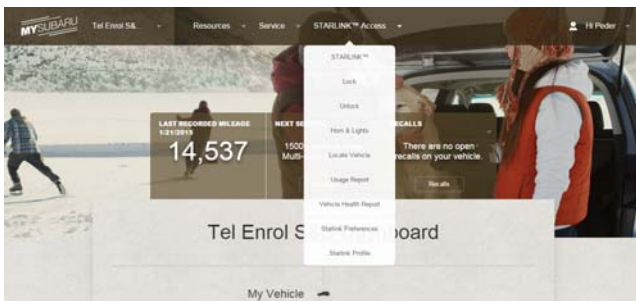 MYSUBARU
Tel Enrol S&
Resources
Service
STARLINK™ Access
Hi Peder
STARLINK™
Lock
Unlock
Horn & Lights
Locate Vehicle
Usage Report
Vehicle Health Report
Starlink Preferences
Starlink Profile
LAST RECORDED MILEAGE
1/21/2015
14,537
NEXT SE
1500
Multi-
ECALLS
There are no open
recalls on your vehicle.
Recalls
Tel Enrol S& board
My Vehicle